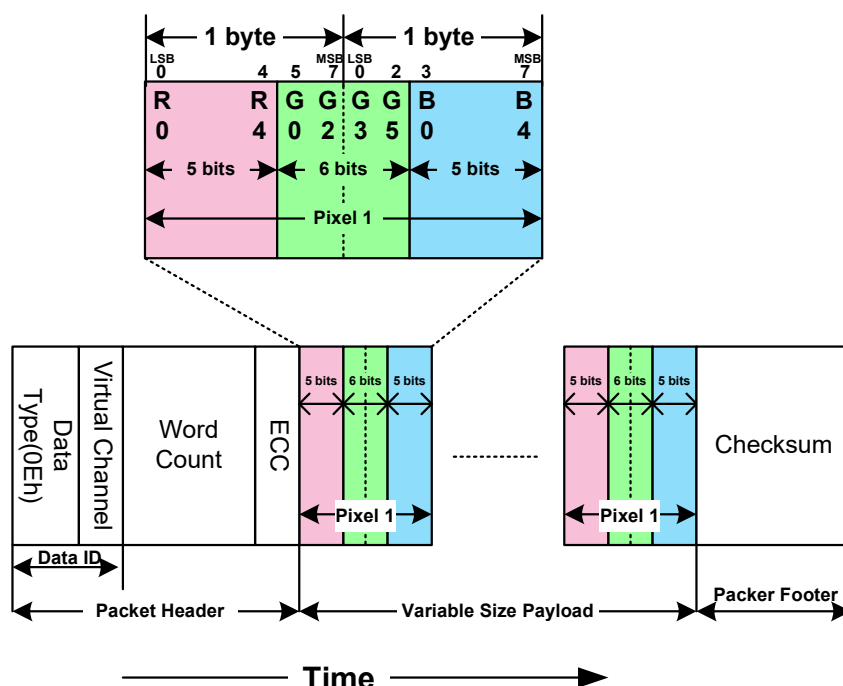 1 byte 1 byte
LSB MSB LSB MSB
0 4 5 7 0 2 3 7
R R G G G G B B
0 4 0 2 3 5 0 4
5 bits 6 bits 5 bits
Pixel 1
Data
Type(0Eh)
Virtual Channel
Word
Count
ECC
5 bits 6 bits 5 bits
Pixel 1
5 bits 6 bits 5 bits
Pixel 1
Checksum
Data ID
Packet Header Variable Size Payload Packer Footer
Time